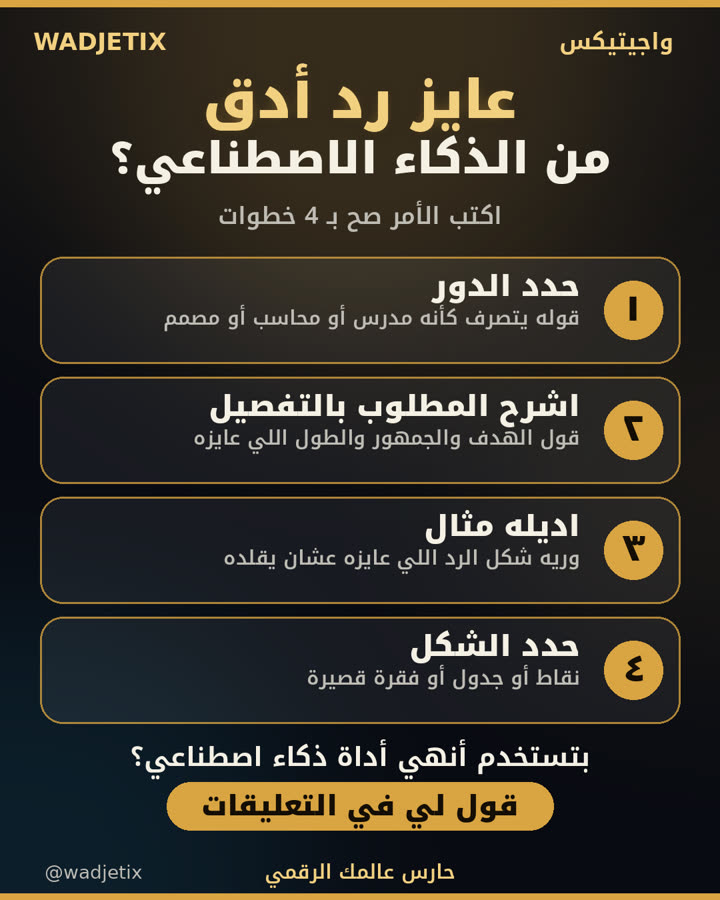 WADJETIX
واجيتيكس
عايز رد أدق
من الذكاء الاصطناعي؟
اكتب الأمر صح بـ 4 خطوات
١
حدد الدور
قوله يتصرف كأنه مدرس أو محاسب أو مصمم
٢
اشرح المطلوب بالتفصيل
قول الهدف والجمهور والطول اللي عايزه
٣
اديله مثال
وريه شكل الرد اللي عايزه عشان يقلده
٤
حدد الشكل
نقاط أو جدول أو فقرة قصيرة
بتستخدم أنهي أداة ذكاء اصطناعي؟
قول لي في التعليقات
حارس عالمك الرقمي
@wadjetix